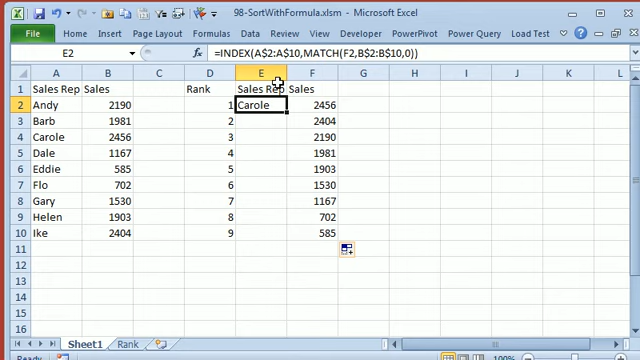 98-SortWithFormula.xlsm - Microsoft Excel
File Home Insert Formulas Data Review View Developer PowerPivot Power Query Load Test
E2 fx =INDEX(A$2:A$10,MATCH(F2,B$2:B$10,0))
A B C D E F G H I J K L
1 Sales Rep Sales Rank Sales Rep Sales
2 Andy 2190 1 Carole 2456
3 Barb 1981 2 2404
4 Carole 2456 3 2190
5 Dale 1167 4 1981
6 Eddie 585 5 1903
7 Flo 702 6 1530
8 Gary 1530 7 1167
9 Helen 1903 8 702
10 Ike 2404 9 585
11
12
13
14
15
16
Sheet1 Rank
Ready 100%